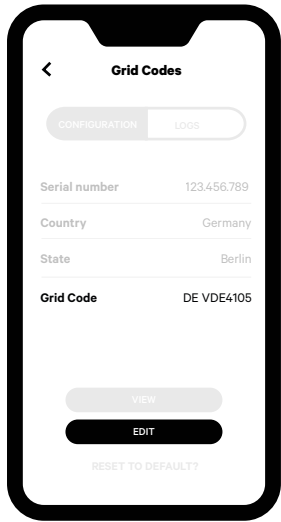 Grid Codes
CONFIGURATION LOGS
Serial number 123.456.789
Country Germany
State Berlin
Grid Code DE VDE4105
VIEW
EDIT
RESET TO DEFAULT?